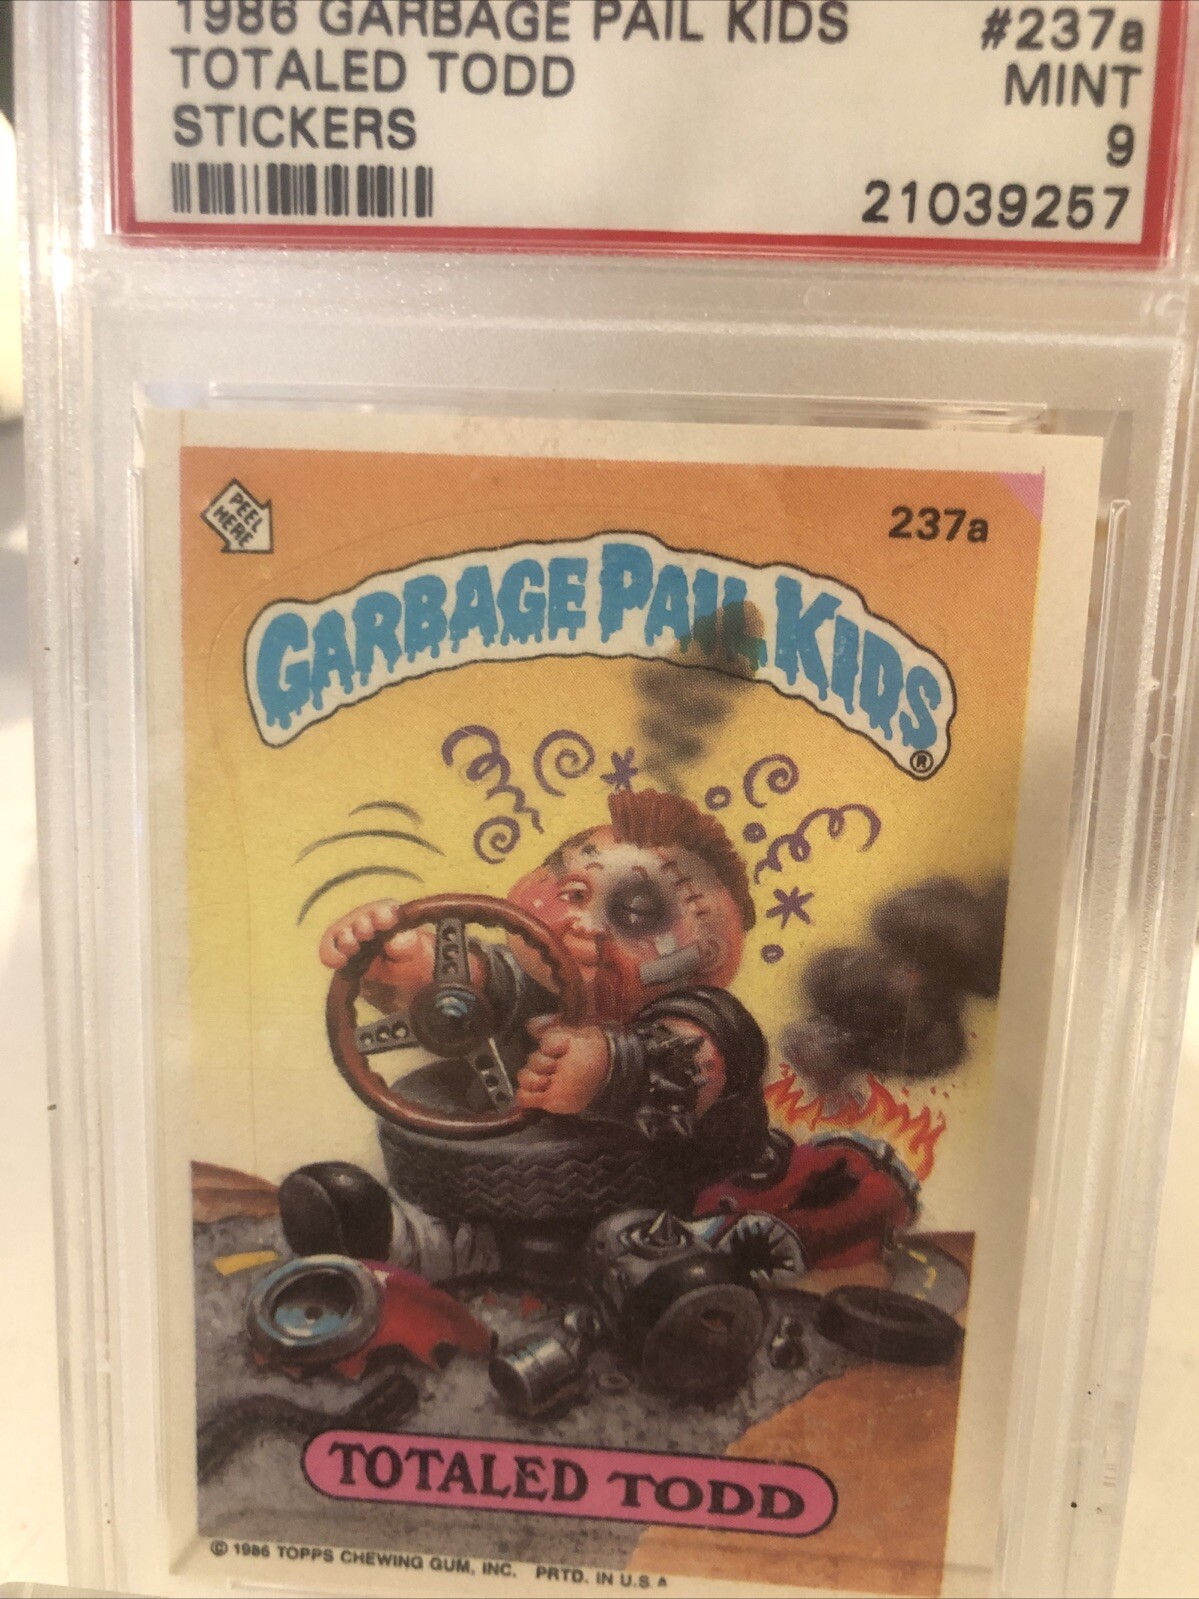 1986 GARBAGE PAIL KIDS #237a
TOTALED TODD MINT
STICKERS 9
21039257
PEEL
HERE
237a
GARBAGE PAIL KIDS®
TOTALED TODD
© 1986 TOPPS CHEWING GUM, INC. PRTD. IN U.S.A